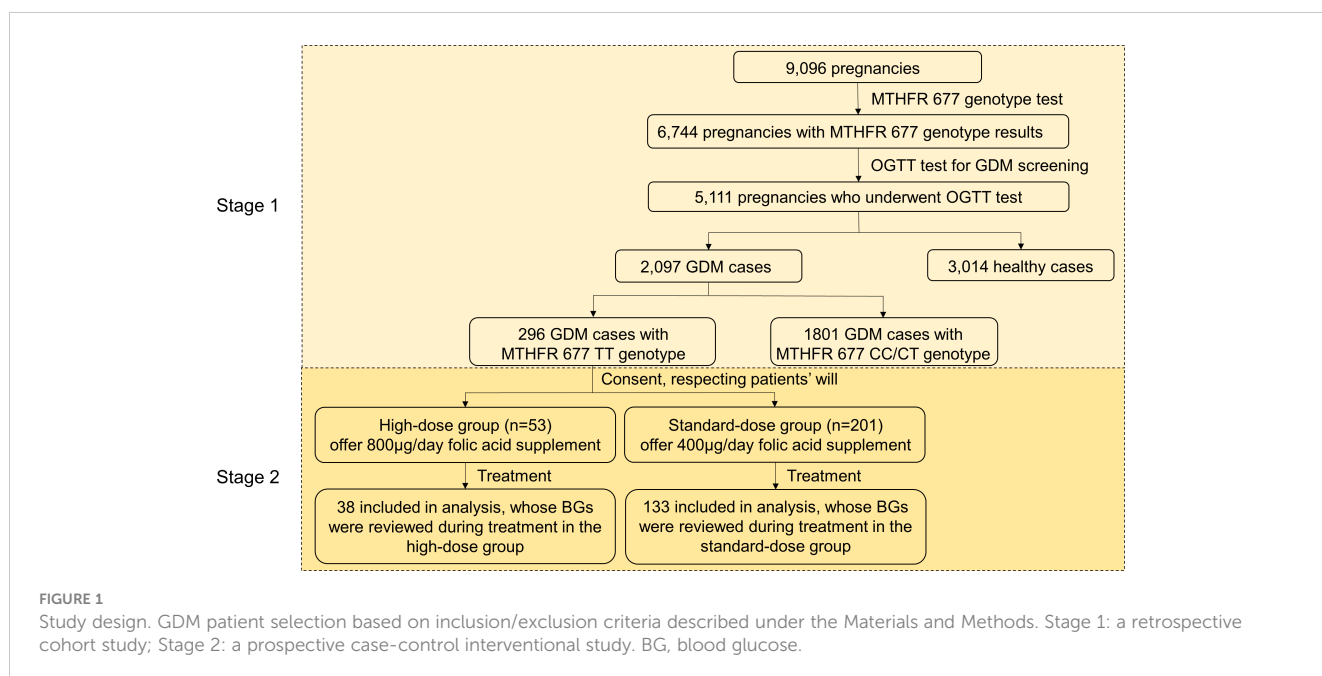 9,096 pregnancies
MTHFR 677 genotype test
6,744 pregnancies with MTHFR 677 genotype results
OGTT test for GDM screening
Stage 1
5,111 pregnancies who underwent OGTT test
2,097 GDM cases
3,014 healthy cases
296 GDM cases with
MTHFR 677 TT genotype
1801 GDM cases with
MTHFR 677 CC/CT genotype
Consent, respecting patients' will
High-dose group (n=53)
offer 800µg/day folic acid supplement
Standard-dose group (n=201)
offer 400µg/day folic acid supplement
Stage 2
Treatment
Treatment
38 included in analysis, whose BGs
were reviewed during treatment in the
high-dose group
133 included in analysis, whose BGs
were reviewed during treatment in the
standard-dose group
FIGURE 1
Study design. GDM patient selection based on inclusion/exclusion criteria described under the Materials and Methods. Stage 1: a retrospective
cohort study; Stage 2: a prospective case-control interventional study. BG, blood glucose.